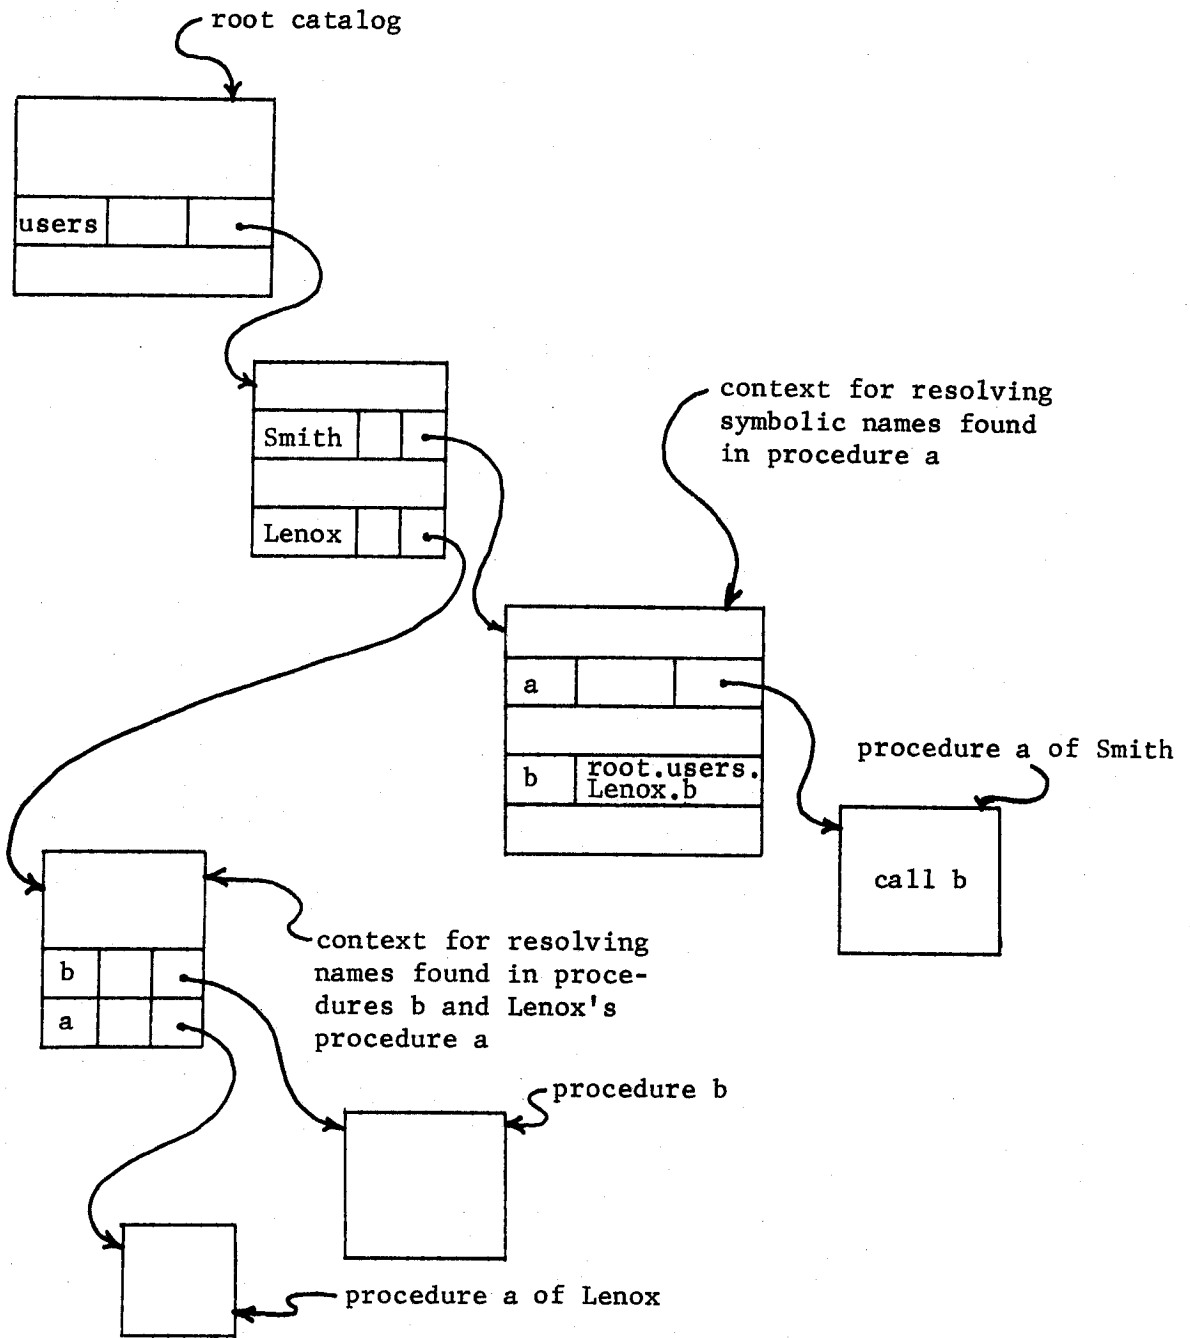 root catalog
users
Smith
Lenox
context for resolving
symbolic names found
in procedure a
a
b
root.users.
Lenox.b
procedure a of Smith
call b
b
a
context for resolving
names found in proce-
dures b and Lenox's
procedure a
procedure b
procedure a of Lenox